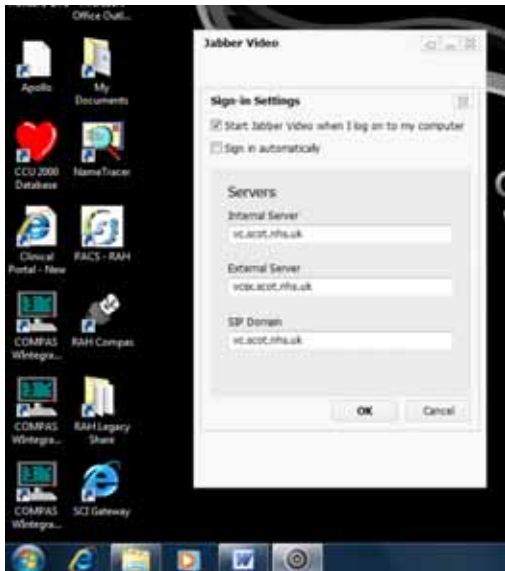 Office Outl...
Apollo
My
Documents
CCU 2000
Database
NameTracer
Clinical
Portal - New
PACS - RAH
COMPAS
WIntegra...
RAH Compas
COMPAS
WIntegra...
RAH Legacy
Share
COMPAS
WIntegra...
SCI Gateway
Jabber Video
Sign-in Settings
Start Jabber Video when I log on to my computer
Sign in automatically
Servers
Internal Server
vc.scot.nhs.uk
External Server
vcsx.scot.nhs.uk
SIP Domain
vc.scot.nhs.uk
OK
Cancel